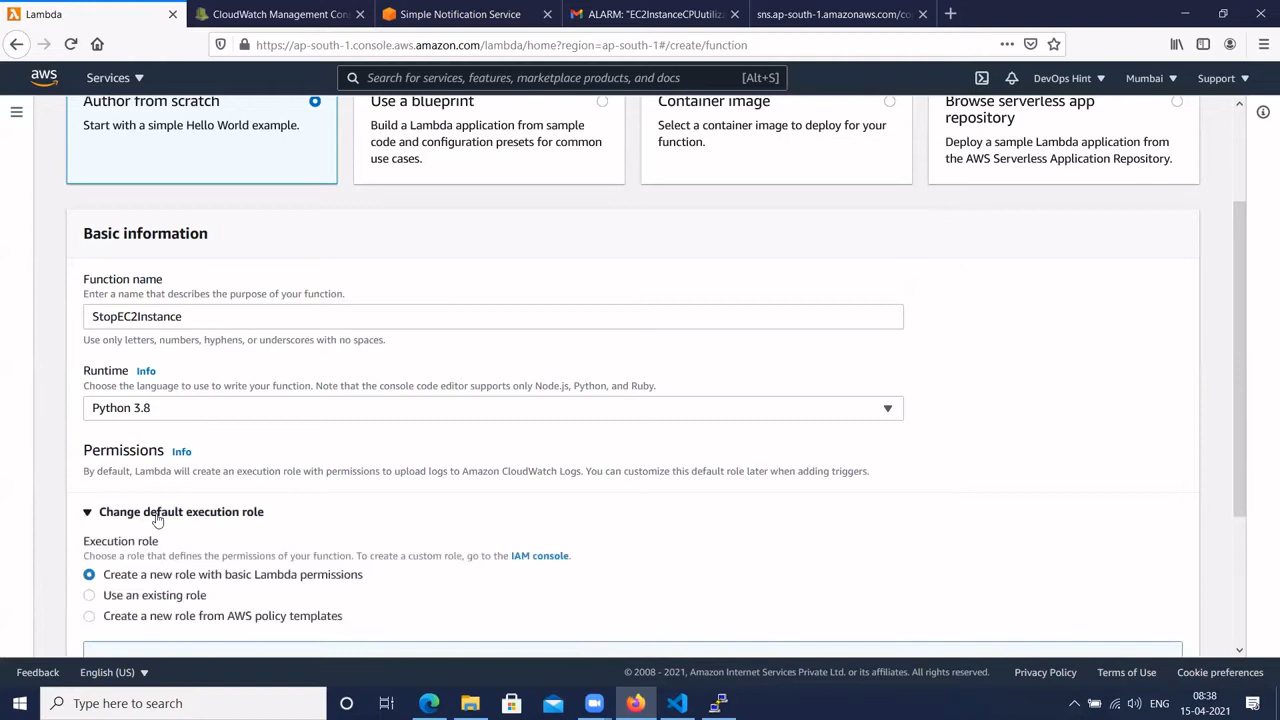 Lambda
CloudWatch Management Con
Simple Notification Service
ALARM: "EC2InstanceCPUutiliza
sns.ap-south-1.amazonaws.com/co
https://ap-south-1.console.aws.amazon.com/lambda/home?region=ap-south-1#/create/function
aws
Services
Search for services, features, marketplace products, and docs
[Alt+S]
DevOps Hint
Mumbai
Support
Author from scratch
Start with a simple Hello World example.
Use a blueprint
Build a Lambda application from sample
code and configuration presets for common
use cases.
Container image
Select a container image to deploy for your
function.
Browse serverless app
repository
Deploy a sample Lambda application from
the AWS Serverless Application Repository.
Basic information
Function name
Enter a name that describes the purpose of your function.
StopEC2Instance
Use only letters, numbers, hyphens, or underscores with no spaces.
Runtime Info
Choose the language to use to write your function. Note that the console code editor supports only Node.js, Python, and Ruby.
Python 3.8
Permissions Info
By default, Lambda will create an execution role with permissions to upload logs to Amazon CloudWatch Logs. You can customize this default role later when adding triggers.
Change default execution role
Execution role
Choose a role that defines the permissions of your function. To create a custom role, go to the IAM console.
Create a new role with basic Lambda permissions
Use an existing role
Create a new role from AWS policy templates
Feedback
English (US)
© 2008 - 2021, Amazon Internet Services Private Ltd. or its affiliates. All rights reserved.
Privacy Policy
Terms of Use
Cookie preferences
Type here to search
ENG
08:38
15-04-2021